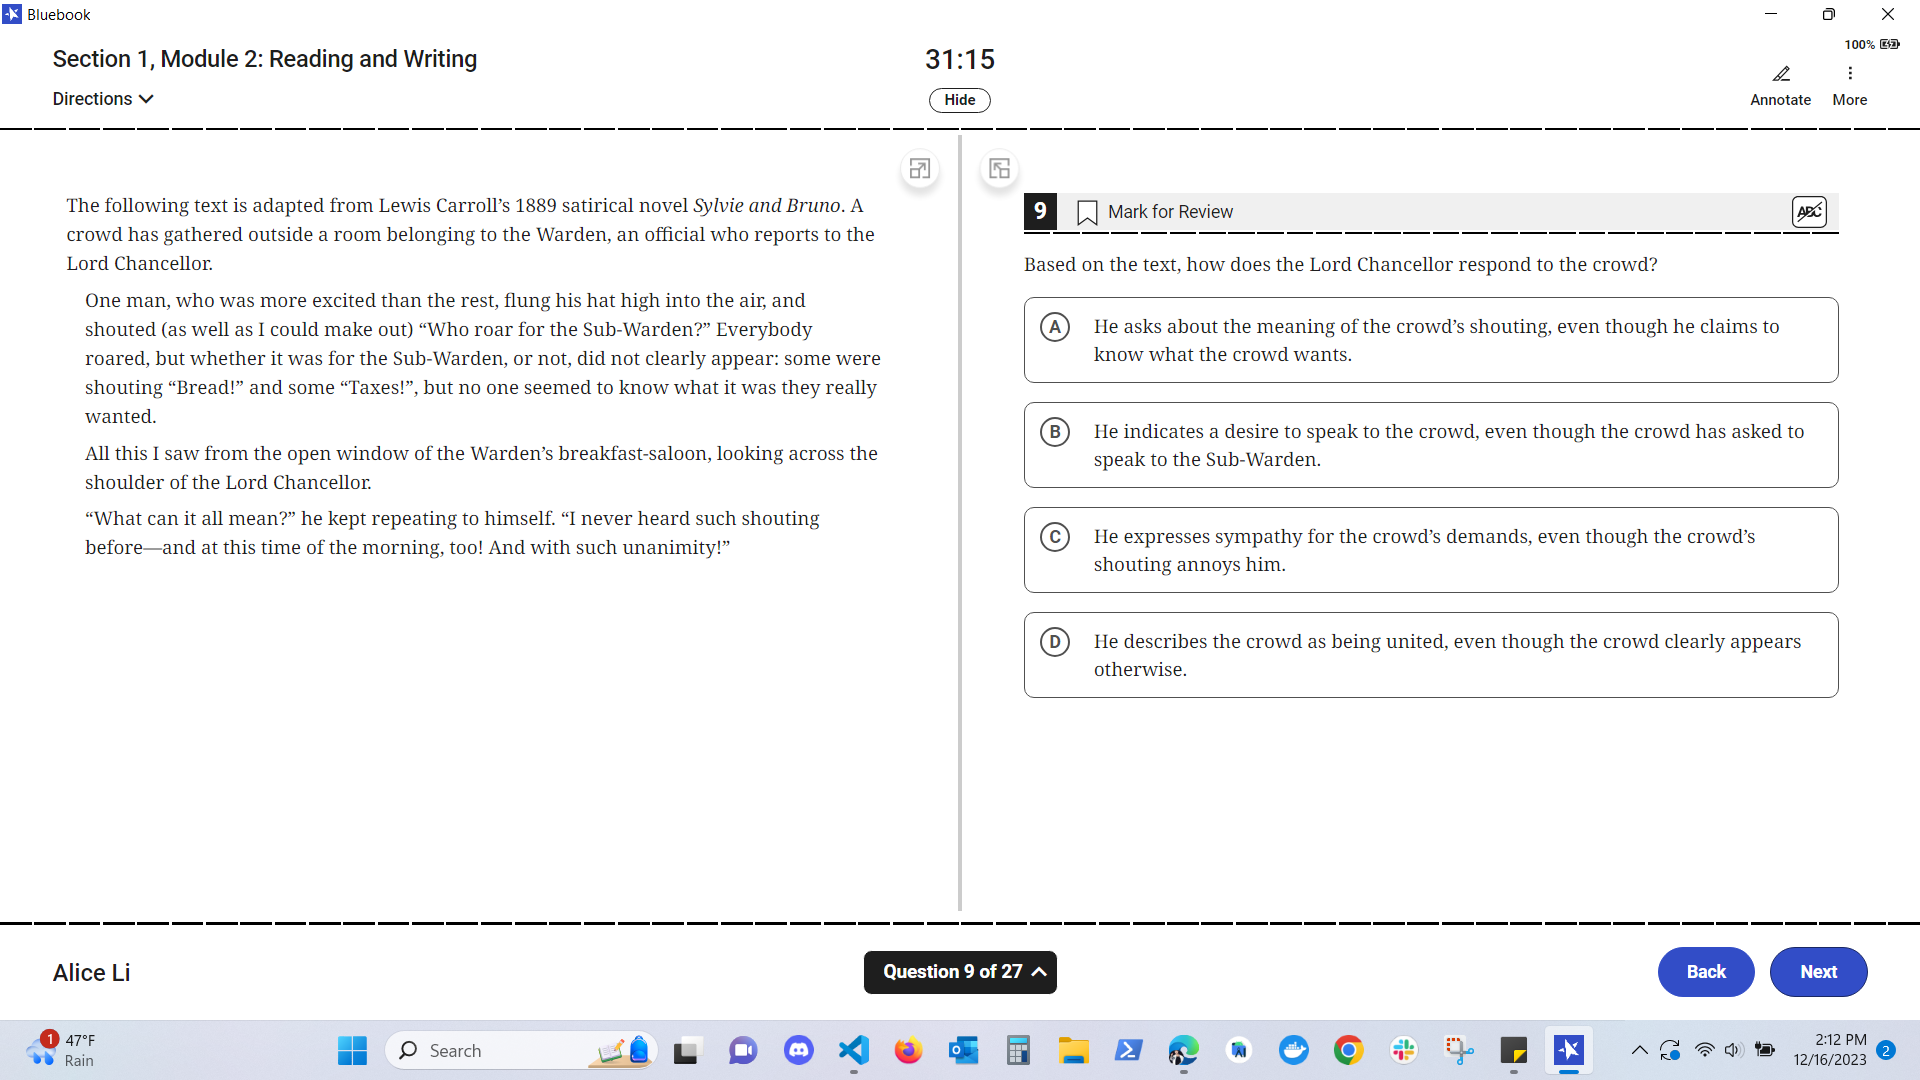 Bluebook
Section 1, Module 2: Reading and Writing
31:15
100%
Directions
Hide
Annotate
More
The following text is adapted from Lewis Carroll’s 1889 satirical novel Sylvie and Bruno. A
crowd has gathered outside a room belonging to the Warden, an official who reports to the
Lord Chancellor.
One man, who was more excited than the rest, flung his hat high into the air, and
shouted (as well as I could make out) “Who roar for the Sub-Warden?” Everybody
roared, but whether it was for the Sub-Warden, or not, did not clearly appear: some were
shouting “Bread!” and some “Taxes!”, but no one seemed to know what it was they really
wanted.
All this I saw from the open window of the Warden’s breakfast-saloon, looking across the
shoulder of the Lord Chancellor.
“What can it all mean?” he kept repeating to himself. “I never heard such shouting
before—and at this time of the morning, too! And with such unanimity!”
9
Mark for Review
ABC
Based on the text, how does the Lord Chancellor respond to the crowd?
A
He asks about the meaning of the crowd’s shouting, even though he claims to
know what the crowd wants.
B
He indicates a desire to speak to the crowd, even though the crowd has asked to
speak to the Sub-Warden.
C
He expresses sympathy for the crowd’s demands, even though the crowd’s
shouting annoys him.
D
He describes the crowd as being united, even though the crowd clearly appears
otherwise.
Alice Li
Question 9 of 27
Back
Next
1
47°F
Rain
Search
2:12 PM
12/16/2023
2